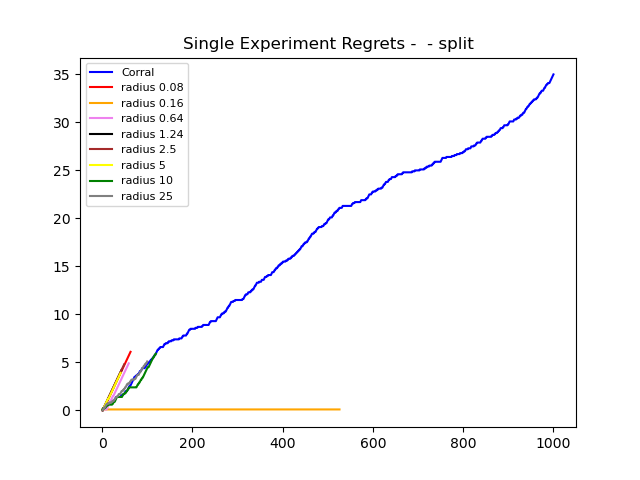 Single Experiment Regrets -  - split
35
30
25
20
15
10
5
0
Corral
radius 0.08
radius 0.16
radius 0.64
radius 1.24
radius 2.5
radius 5
radius 10
radius 25
0 200 400 600 800 1000